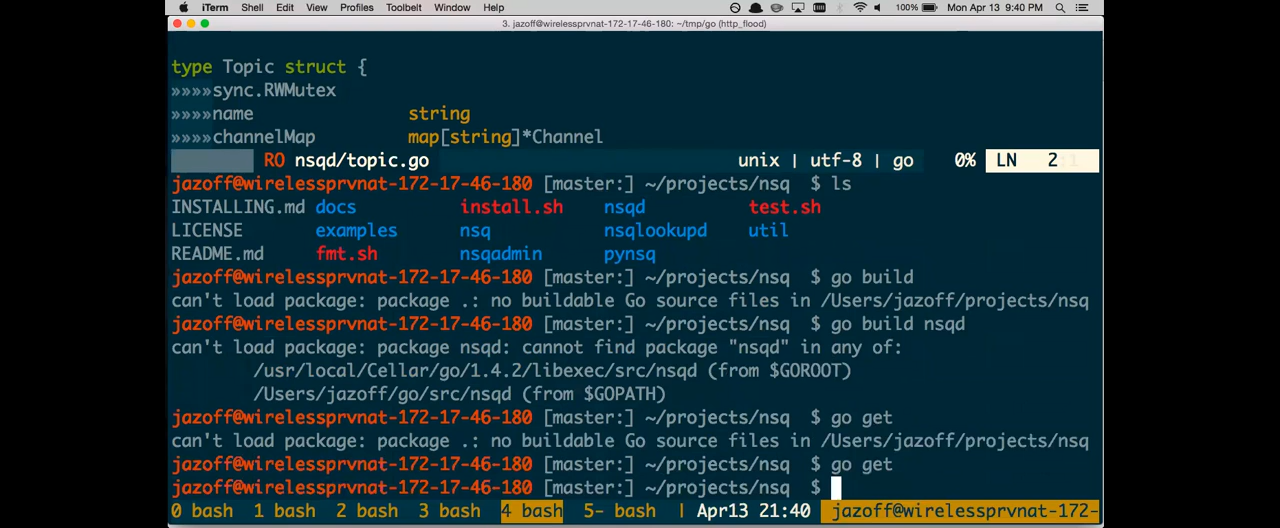 iTerm Shell Edit View Profiles Toolbelt Window Help 100% Mon Apr 13 9:40 PM
3. jazoff@wirelessprvnat-172-17-46-180: ~/tmp/go (http_flood)
type Topic struct {
»»»»sync.RWMutex
»»»»name string
»»»»channelMap map[string]*Channel
RO nsqd/topic.go unix | utf-8 | go 0% LN 2
jazoff@wirelessprvnat-172-17-46-180 [master:] ~/projects/nsq $ ls
INSTALLING.md docs install.sh nsqd test.sh
LICENSE examples nsq nsqlookupd util
README.md fmt.sh nsqadmin pynsq
jazoff@wirelessprvnat-172-17-46-180 [master:] ~/projects/nsq $ go build
can't load package: package .: no buildable Go source files in /Users/jazoff/projects/nsq
jazoff@wirelessprvnat-172-17-46-180 [master:] ~/projects/nsq $ go build nsqd
can't load package: package nsqd: cannot find package "nsqd" in any of:
/usr/local/Cellar/go/1.4.2/libexec/src/nsqd (from $GOROOT)
/Users/jazoff/go/src/nsqd (from $GOPATH)
jazoff@wirelessprvnat-172-17-46-180 [master:] ~/projects/nsq $ go get
can't load package: package .: no buildable Go source files in /Users/jazoff/projects/nsq
jazoff@wirelessprvnat-172-17-46-180 [master:] ~/projects/nsq $ go get
jazoff@wirelessprvnat-172-17-46-180 [master:] ~/projects/nsq $
0 bash 1 bash 2 bash 3 bash 4 bash 5- bash | Apr13 21:40 jazoff@wirelessprvnat-172-